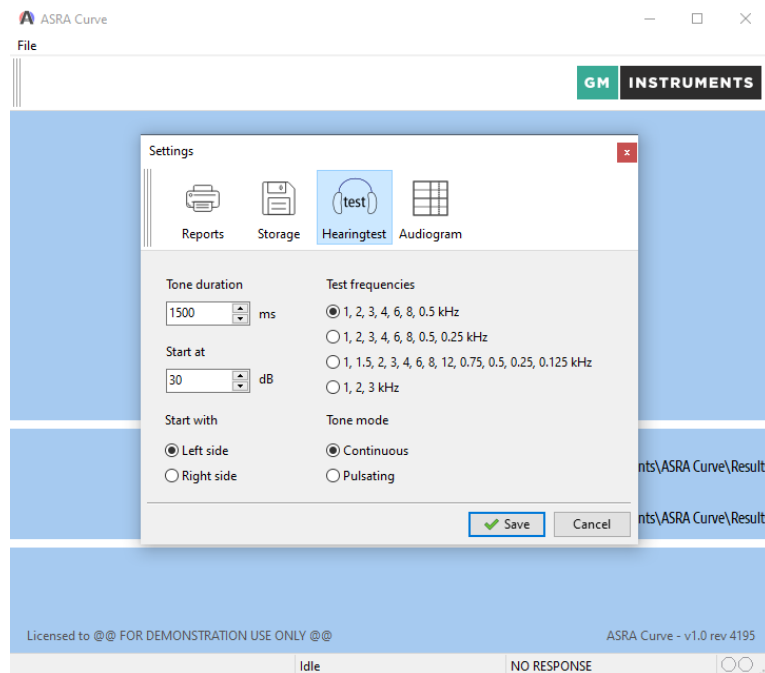 ASRA Curve
File
GM INSTRUMENTS
Settings
Reports Storage Hearingtest Audiogram
test
Tone duration
1500 ms
Start at
30 dB
Start with
Left side
Right side
Test frequencies
1, 2, 3, 4, 6, 8, 0.5 kHz
1, 2, 3, 4, 6, 8, 0.5, 0.25 kHz
1, 1.5, 2, 3, 4, 6, 8, 12, 0.75, 0.5, 0.25, 0.125 kHz
1, 2, 3 kHz
Tone mode
Continuous
Pulsating
Save Cancel
nts\ASRA Curve\Result
nts\ASRA Curve\Result
Licensed to @@ FOR DEMONSTRATION USE ONLY @@
ASRA Curve - v1.0 rev 4195
Idle
NO RESPONSE